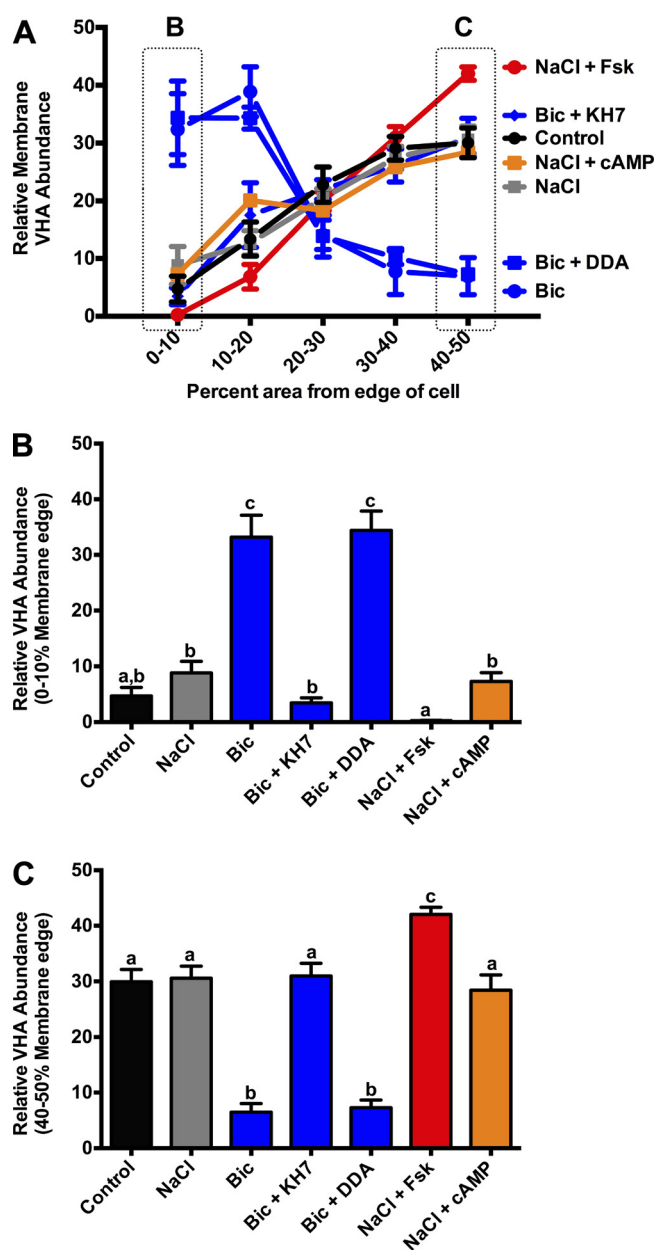 A
B
C
Relative Membrane
VHA Abundance
50
40
30
20
10
0
0-10
10-20
20-30
30-40
40-50
Percent area from edge of cell
NaCl + Fsk
Bic + KH7
Control
NaCl + cAMP
NaCl
Bic + DDA
Bic
B
Relative VHA Abundance
(0-10% Membrane edge)
50
40
30
20
10
0
a,b
b
c
b
c
a
b
Control
NaCl
Bic
Bic + KH7
Bic + DDA
NaCl + Fsk
NaCl + cAMP
C
Relative VHA Abundance
(40-50% Membrane edge)
50
40
30
20
10
0
a
a
b
a
b
c
a
Control
NaCl
Bic
Bic + KH7
Bic + DDA
NaCl + Fsk
NaCl + cAMP